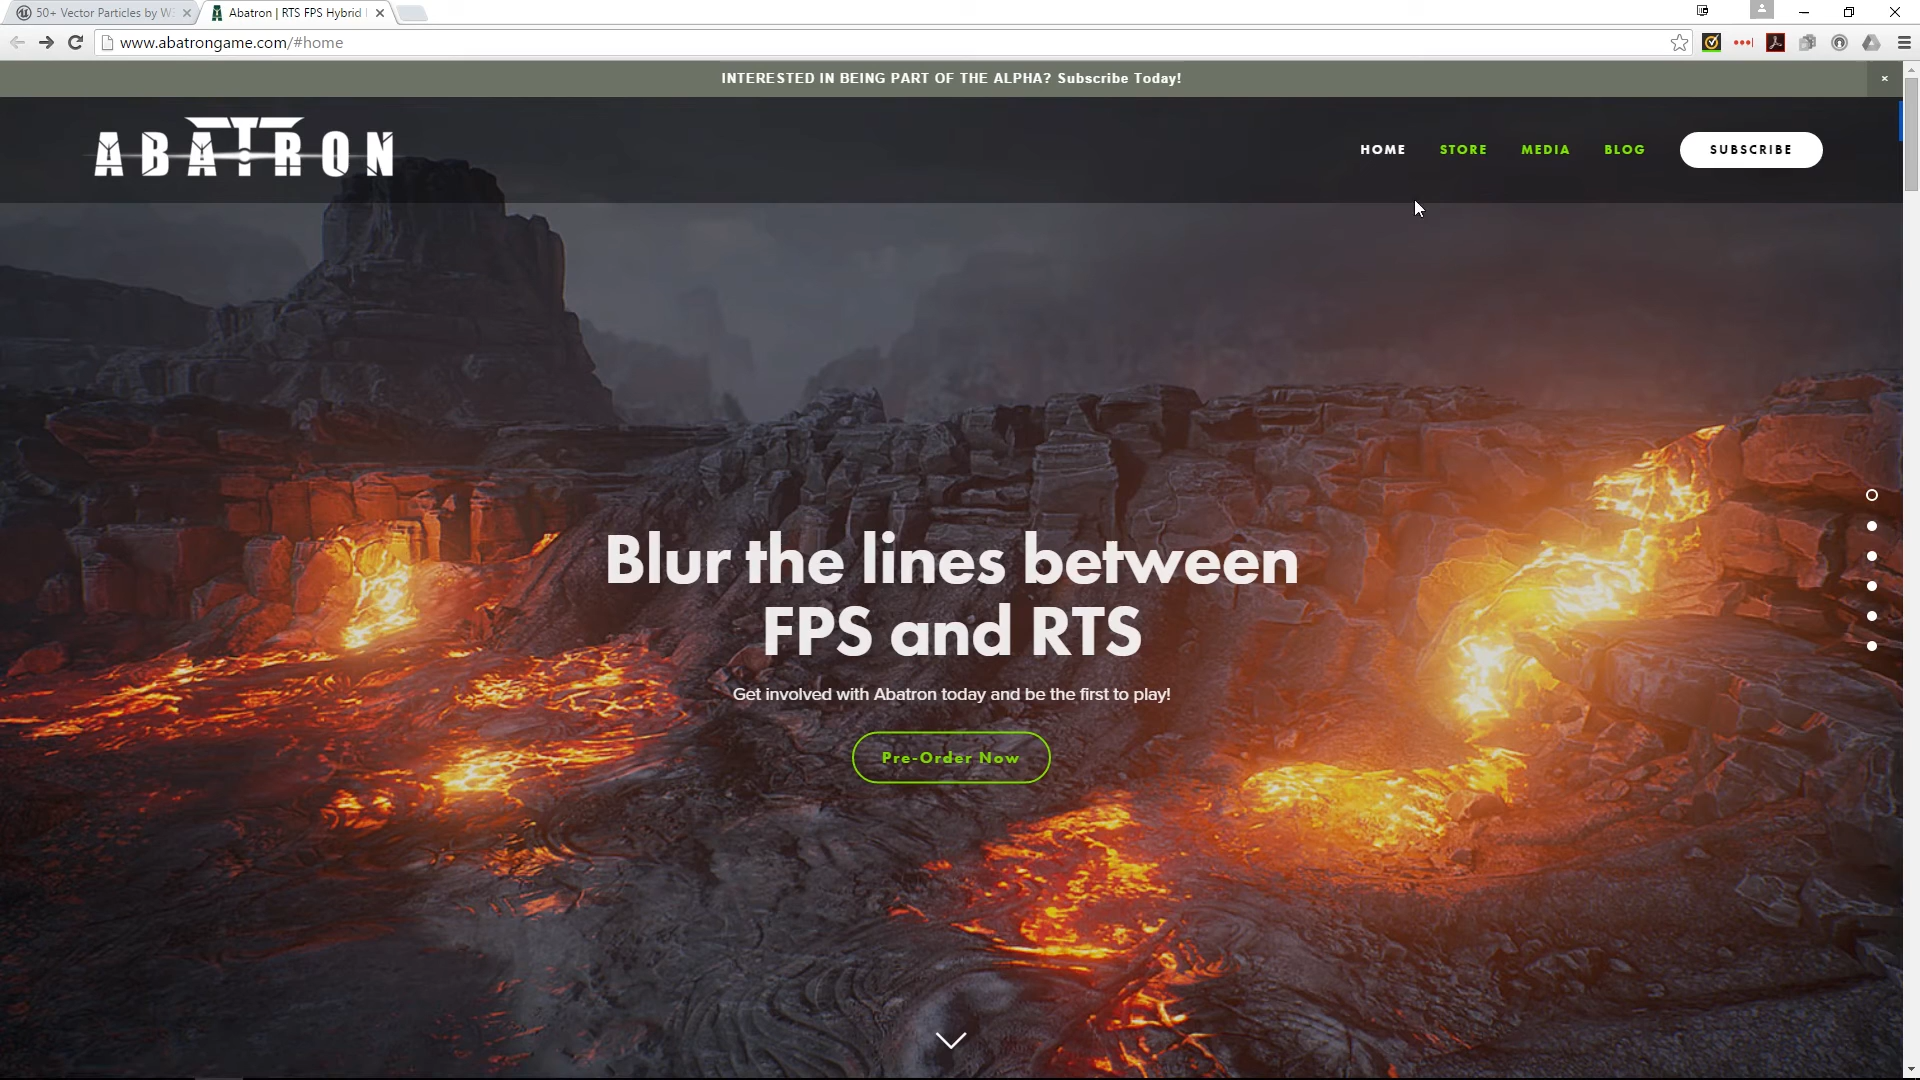 50+ Vector Particles by W
Abatron | RTS FPS Hybrid
www.abatrongame.com/#home
INTERESTED IN BEING PART OF THE ALPHA? Subscribe Today!
ABATRON
HOME STORE MEDIA BLOG SUBSCRIBE
Blur the lines between
FPS and RTS
Get involved with Abatron today and be the first to play!
Pre-Order Now